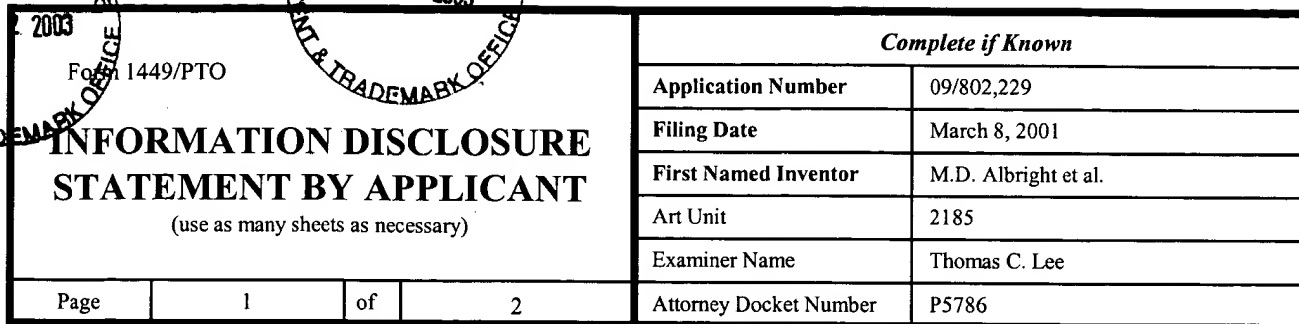 2003
Form 1449/PTO
INFORMATION DISCLOSURE
STATEMENT BY APPLICANT
(use as many sheets as necessary)
Page 1 of 2
Complete if Known
Application Number 09/802,229
Filing Date March 8, 2001
First Named Inventor M.D. Albright et al.
Art Unit 2185
Examiner Name Thomas C. Lee
Attorney Docket Number P5786
& TRADEMARK OFFICE